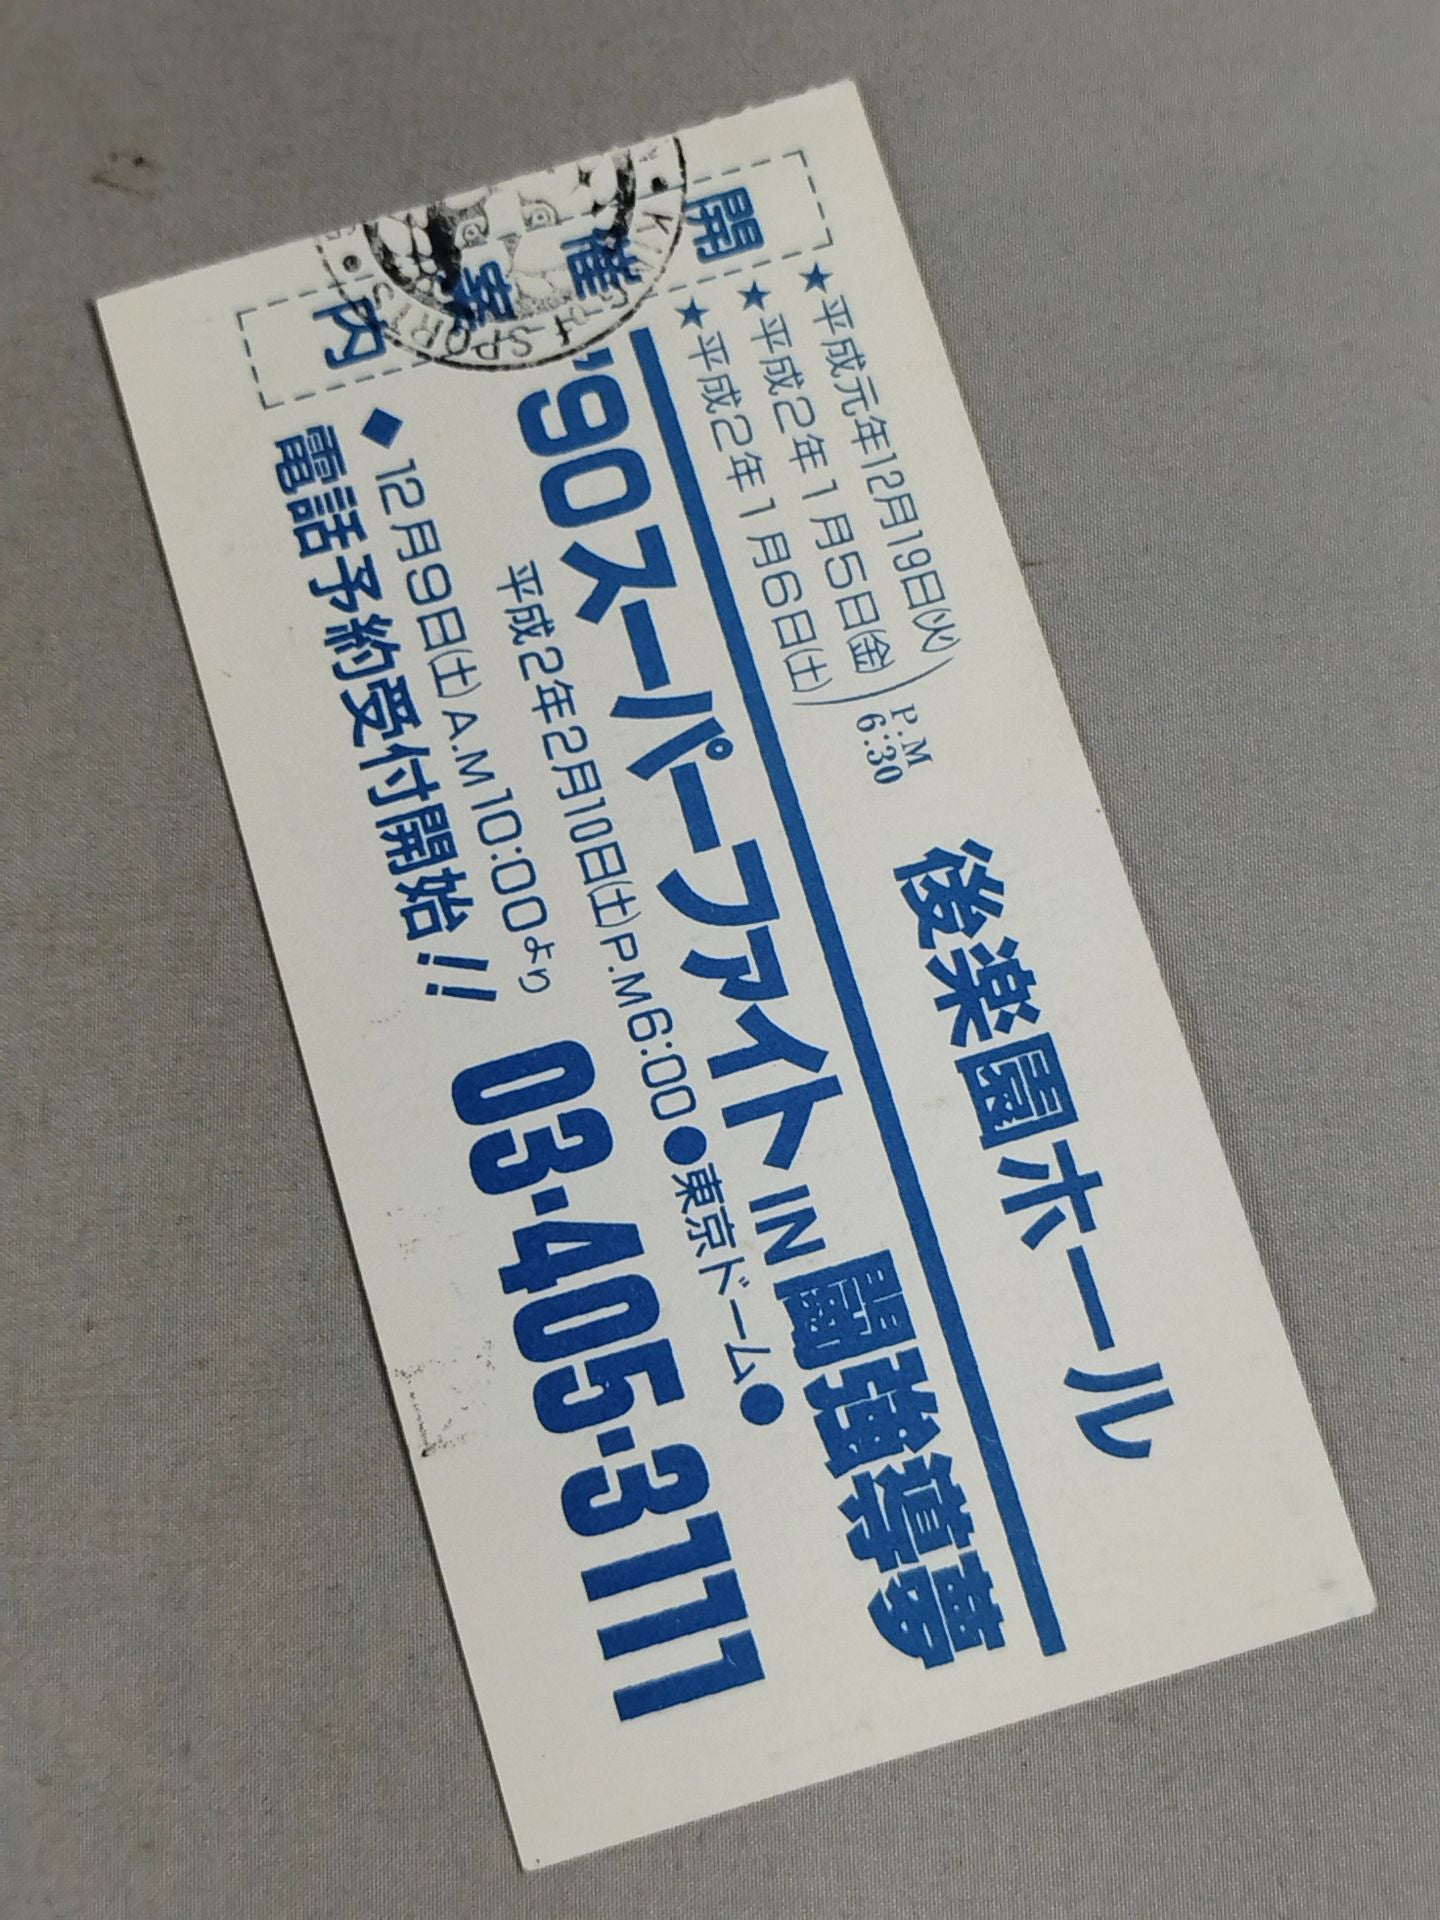 開催案内
★平成元年12月19日(火)
★平成2年1月5日(金)
★平成2年1月6日(土)
P.M
6:30
後楽園ホール
'90スーパーファイトIN闘強導夢
平成2年2月10日(土)P.M6:00●東京ドーム●
◆12月9日(土)A.M10:00より
電話予約受付開始!!
03・405・3111
KING OF SPORTS